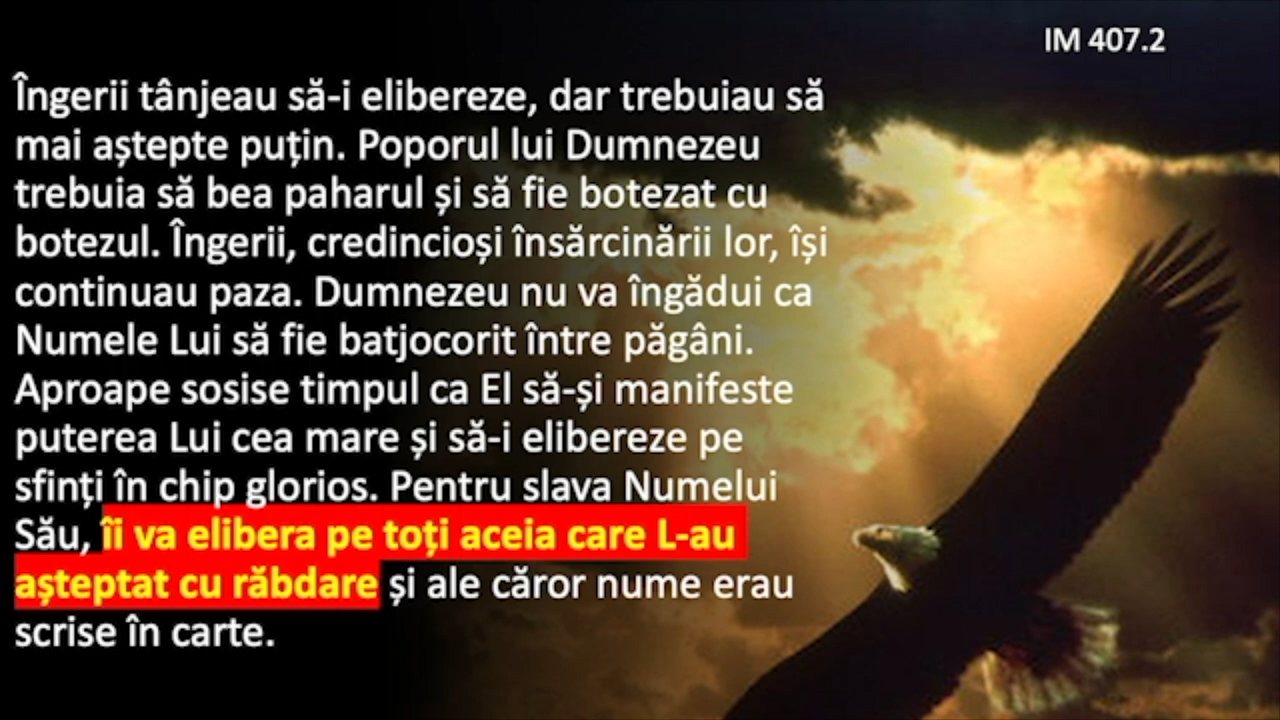 IM 407.2
Îngerii tânjeau să-i elibereze, dar trebuiau să
mai aștepte puțin. Poporul lui Dumnezeu
trebuia să bea paharul și să fie botezat cu
botezul. Îngerii, credincioși însărcinării lor, își
continuau paza. Dumnezeu nu va îngădui ca
Numele Lui să fie batjocorit între păgâni.
Aproape sosise timpul ca El să-și manifeste
puterea Lui cea mare și să-i elibereze pe
sfinți în chip glorios. Pentru slava Numelui
Său, îi va elibera pe toți aceia care L-au
așteptat cu răbdare și ale căror nume erau
scrise în carte.